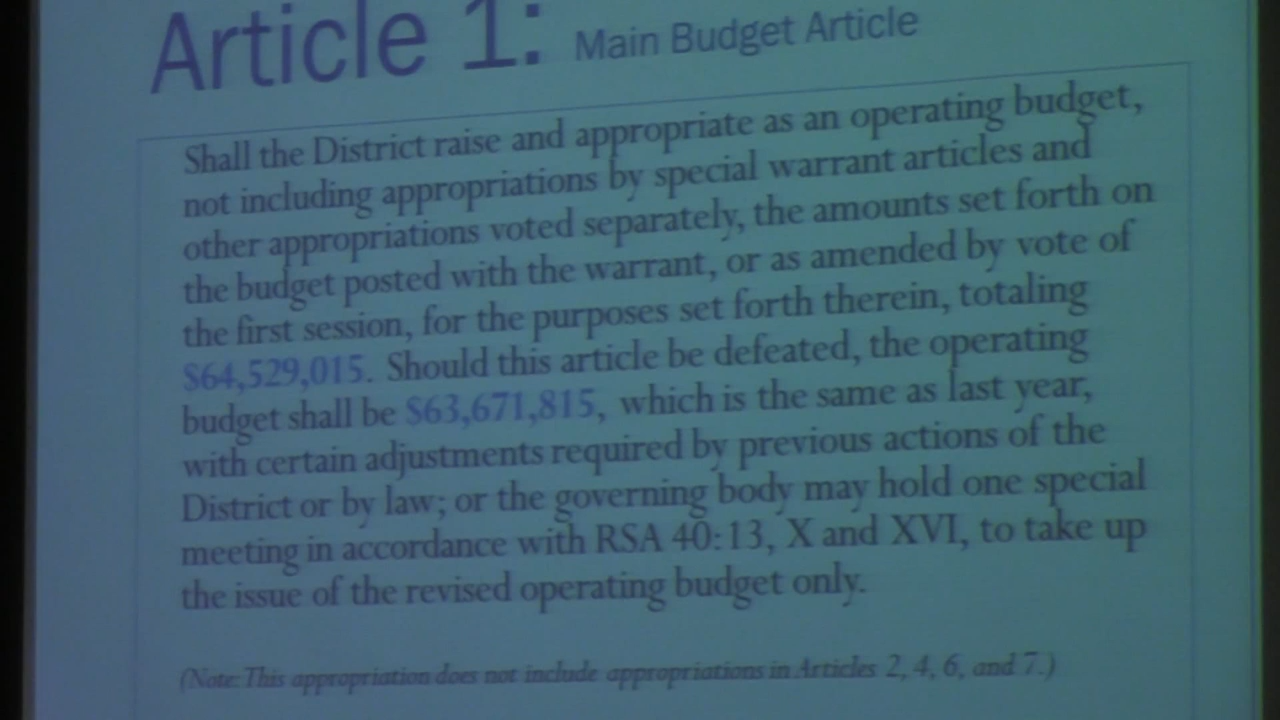 Article 1: Main Budget Article
Shall the District raise and appropriate as an operating budget,
not including appropriations by special warrant articles and
other appropriations voted separately, the amounts set forth on
the budget posted with the warrant, or as amended by vote of
the first session, for the purposes set forth therein, totaling
$64,529,015. Should this article be defeated, the operating
budget shall be $63,671,815, which is the same as last year,
with certain adjustments required by previous actions of the
District or by law; or the governing body may hold one special
meeting in accordance with RSA 40:13, X and XVI, to take up
the issue of the revised operating budget only.
(Note: This appropriation does not include appropriations in Articles 2, 4, 6, and 7.)